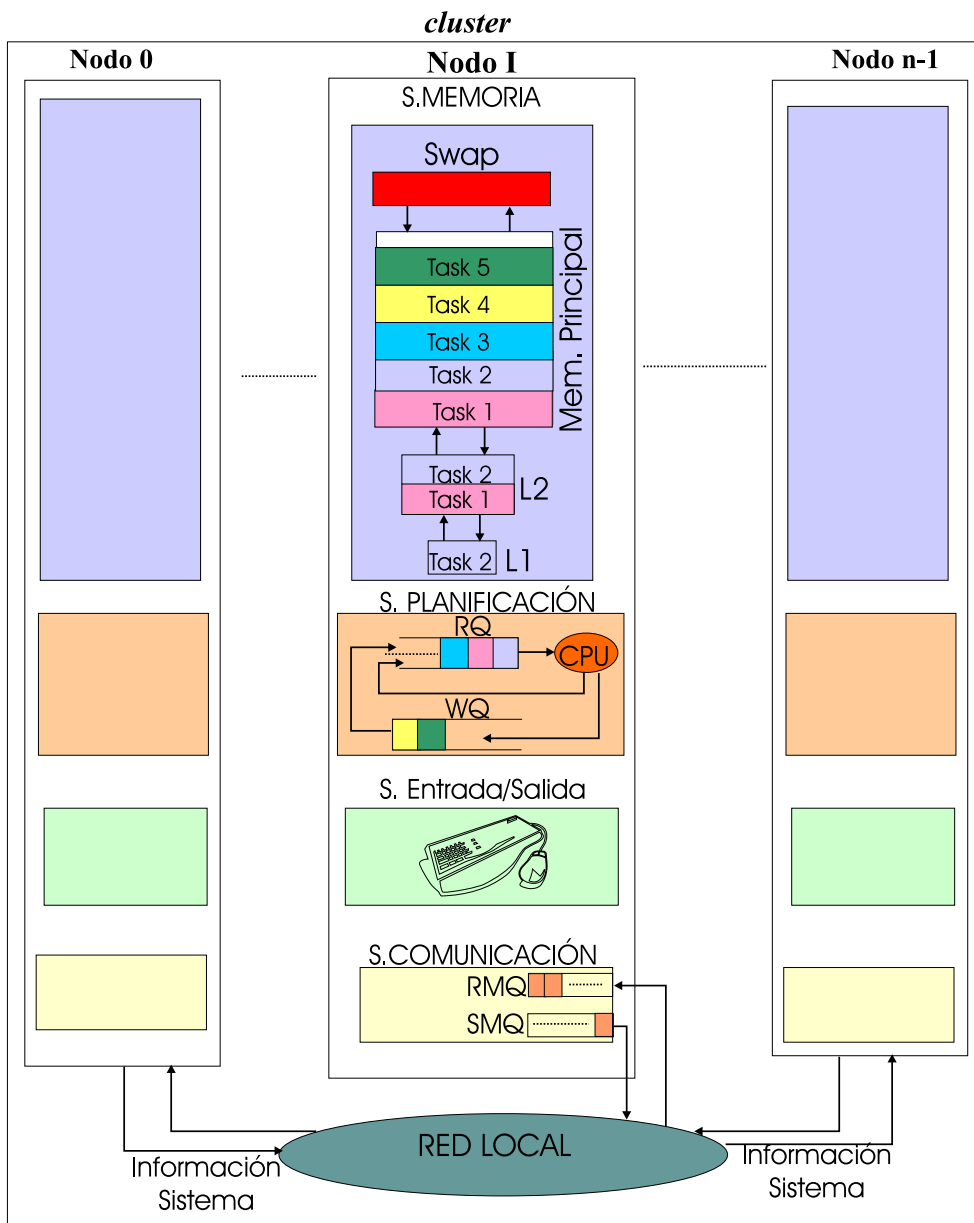 cluster
Nodo 0
Nodo I
Nodo n-1
S.MEMORIA
Swap
Mem. Principal
Task 5
Task 4
Task 3
Task 2
Task 1
Task 2
Task 1
L2
Task 2
L1
S. PLANIFICACIÓN
RQ
CPU
WQ
S. Entrada/Salida
S.COMUNICACIÓN
RMQ
SMQ
RED LOCAL
Información
Sistema
Información
Sistema